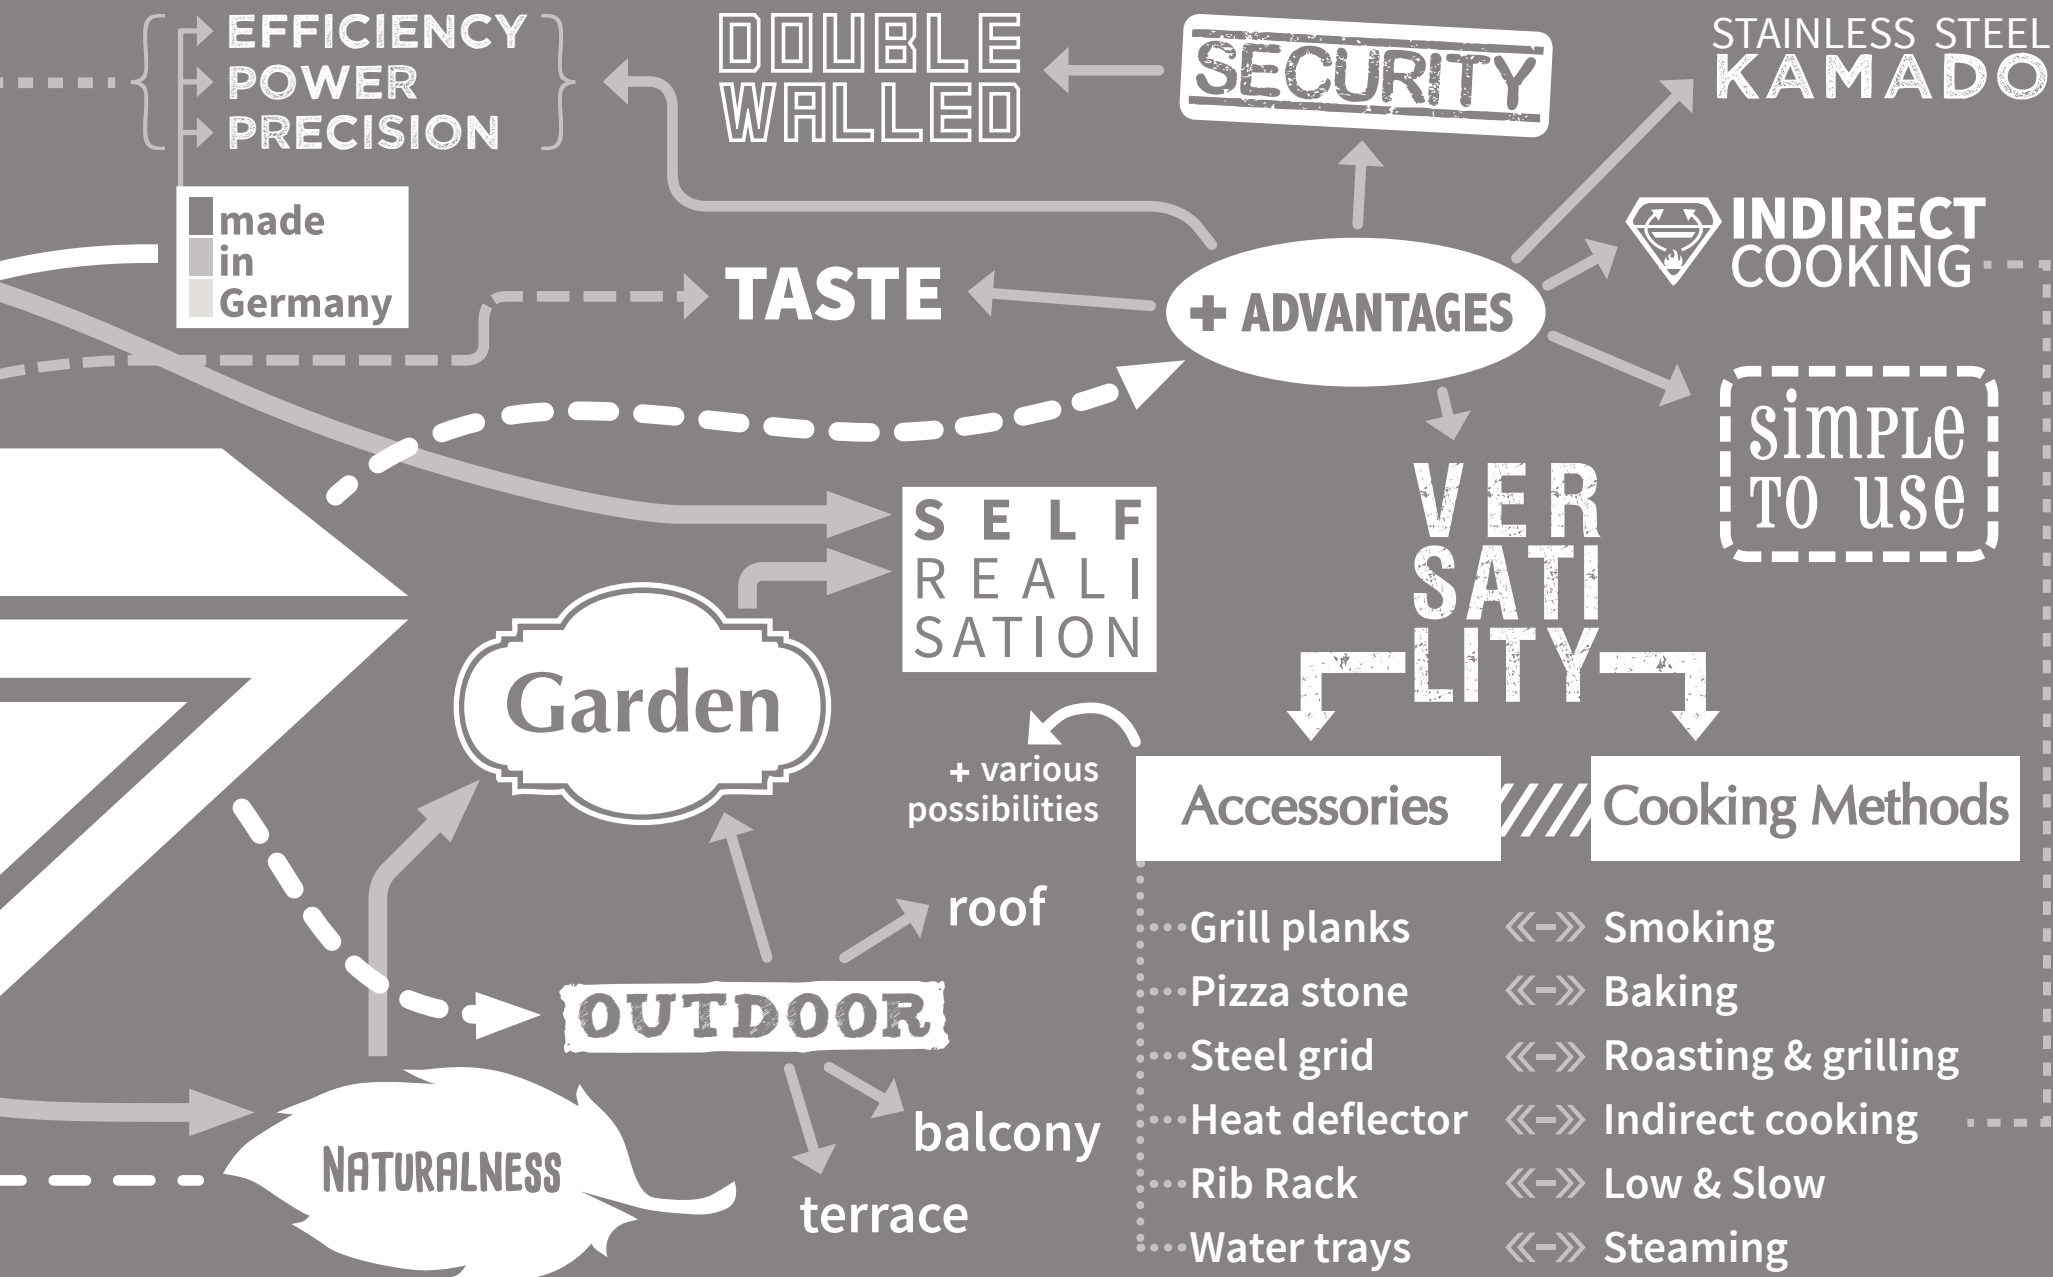 EFFICIENCY
POWER
PRECISION
made
in
Germany
DOUBLE
WALLED
SECURITY
STAINLESS STEEL
KAMADO
INDIRECT
COOKING
TASTE
+ ADVANTAGES
simPLe
TO use
SELF
REALI
SATION
VER
SATI
LITY
Garden
+ various
possibilities
Accessories
Cooking Methods
Grill planks
Smoking
Pizza stone
Baking
Steel grid
Roasting & grilling
Heat deflector
Indirect cooking
Rib Rack
Low & Slow
Water trays
Steaming
roof
OUTDOOR
balcony
terrace
NATURALNESS